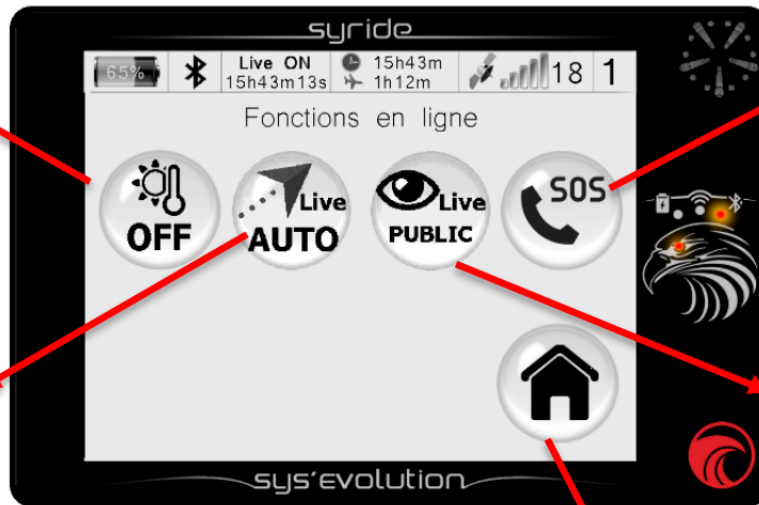 syride
65%
Live ON
15h43m13s
15h43m
1h12m
18
1
Fonctions en ligne
OFF
Live
AUTO
Live
PUBLIC
SOS
sys'evolution